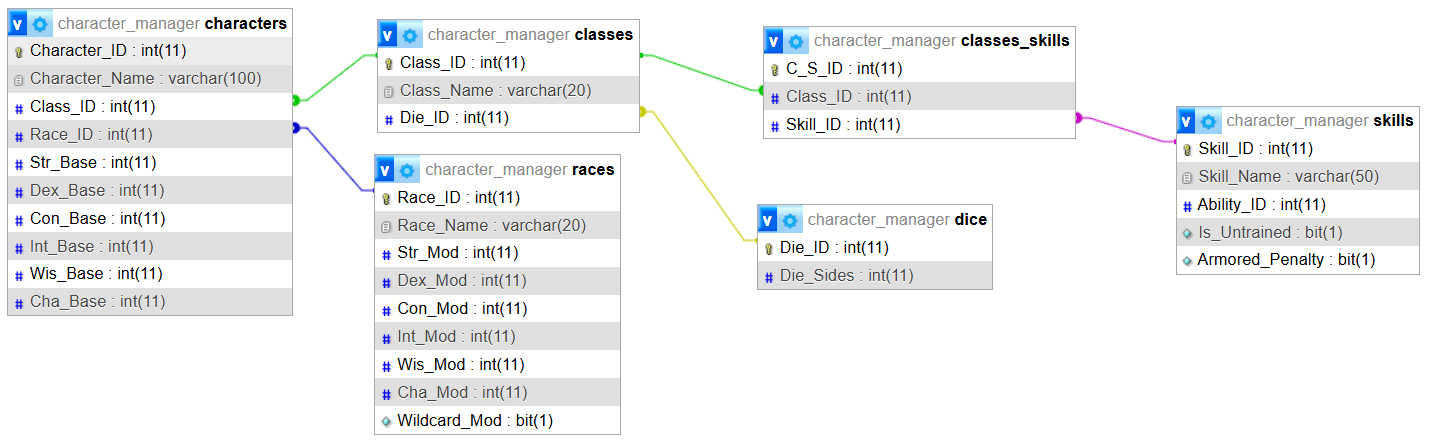 v character_manager characters
Character_ID : int(11)
Character_Name : varchar(100)
# Class_ID : int(11)
# Race_ID : int(11)
# Str_Base : int(11)
# Dex_Base : int(11)
# Con_Base : int(11)
# Int_Base : int(11)
# Wis_Base : int(11)
# Cha_Base : int(11)
v character_manager classes
Class_ID : int(11)
Class_Name : varchar(20)
# Die_ID : int(11)
v character_manager races
Race_ID : int(11)
Race_Name : varchar(20)
# Str_Mod : int(11)
# Dex_Mod : int(11)
# Con_Mod : int(11)
# Int_Mod : int(11)
# Wis_Mod : int(11)
# Cha_Mod : int(11)
Wildcard_Mod : bit(1)
v character_manager classes_skills
C_S_ID : int(11)
# Class_ID : int(11)
# Skill_ID : int(11)
v character_manager dice
Die_ID : int(11)
# Die_Sides : int(11)
v character_manager skills
Skill_ID : int(11)
Skill_Name : varchar(50)
# Ability_ID : int(11)
Is_Untrained : bit(1)
Armored_Penalty : bit(1)